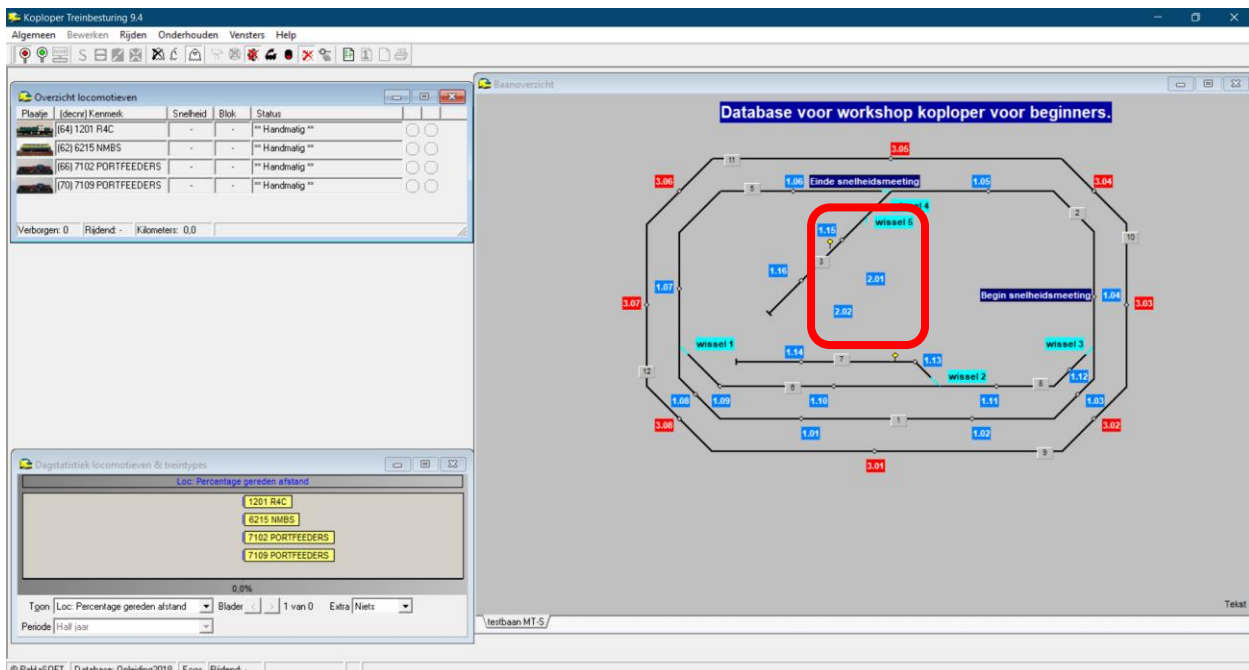 Koploper Treinbesturing 9.4
Algemeen Bewerken Rijden Onderhouden Vensters Help
Overzicht locomotieven
Plaatje (decnr) Kenmerk Snelheid Blok Status
(64) 1201 R4C - - ** Handmatig **
(62) 6215 NMBS - - ** Handmatig **
(66) 7102 PORTFEEDERS - - ** Handmatig **
(70) 7109 PORTFEEDERS - - ** Handmatig **
Verborgen: 0 Rijdend: - Kilometers: 0,0
Baanoverzicht
Database voor workshop koploper voor beginners.
3.05
11
3.06 5 1.06 Einde snelheidsmeeting 1.05 3.04
wissel 4
2
wissel 5
1.15
10
3
1.16
2.01
1.07
Begin snelheidsmeeting 1.04
3.07
3.03
2.02
wissel 1
wissel 3
1.14 7 1.13
12
wissel 2
1.12
6
8
1.08 1.09 1.10 1.11 1.03
3.08
1
3.02
1.01 1.02
9
3.01
Tekst
testbaan MT-S
Dagstatistiek locomotieven & treintypes
Loc: Percentage gereden afstand
1201 R4C
6215 NMBS
7102 PORTFEEDERS
7109 PORTFEEDERS
0,0%
Toon Loc: Percentage gereden afstand Blader < > 1 van 0 Extra Niets
Periode Half jaar
© PaHaSOFT Database: Opleiding2019 Ecos Rijdend: -